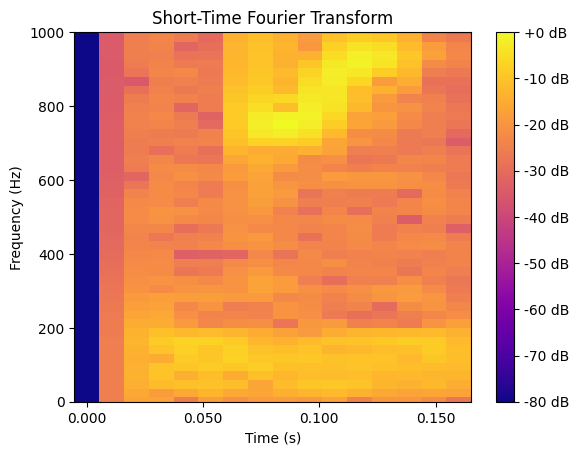 Short-Time Fourier Transform
1000
800
600
400
200
0
Frequency (Hz)
0.000
0.050
0.100
0.150
Time (s)
+0 dB
-10 dB
-20 dB
-30 dB
-40 dB
-50 dB
-60 dB
-70 dB
-80 dB